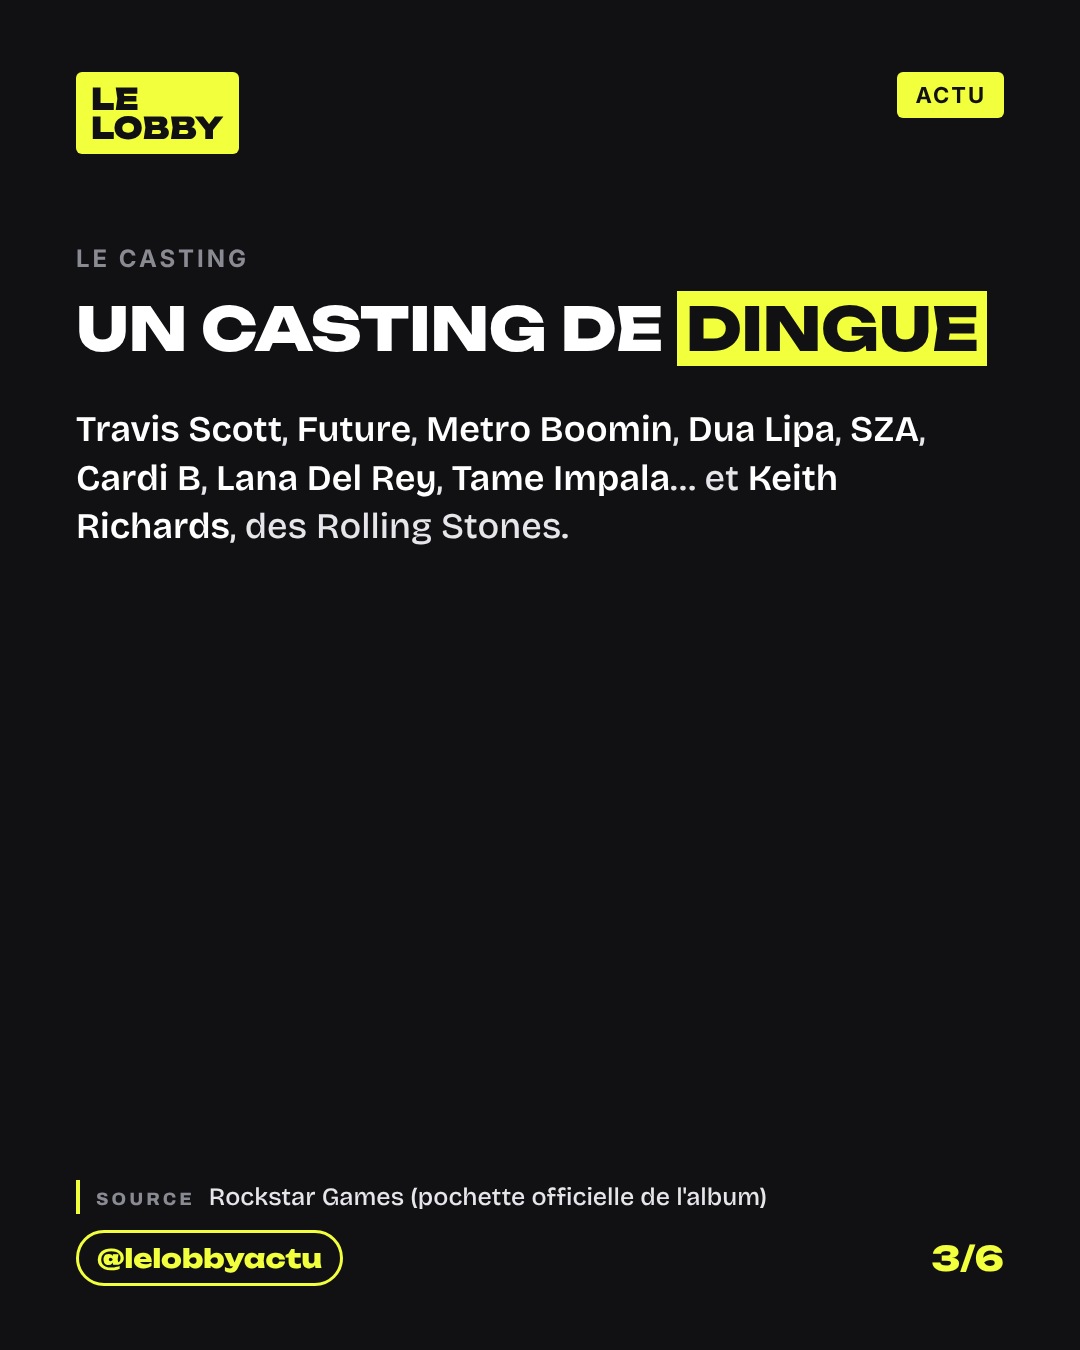 LE
LOBBY
ACTU
LE CASTING
UN CASTING DE DINGUE
Travis Scott, Future, Metro Boomin, Dua Lipa, SZA,
Cardi B, Lana Del Rey, Tame Impala... et Keith
Richards, des Rolling Stones.
SOURCE Rockstar Games (pochette officielle de l'album)
@lelobbyactu
3/6